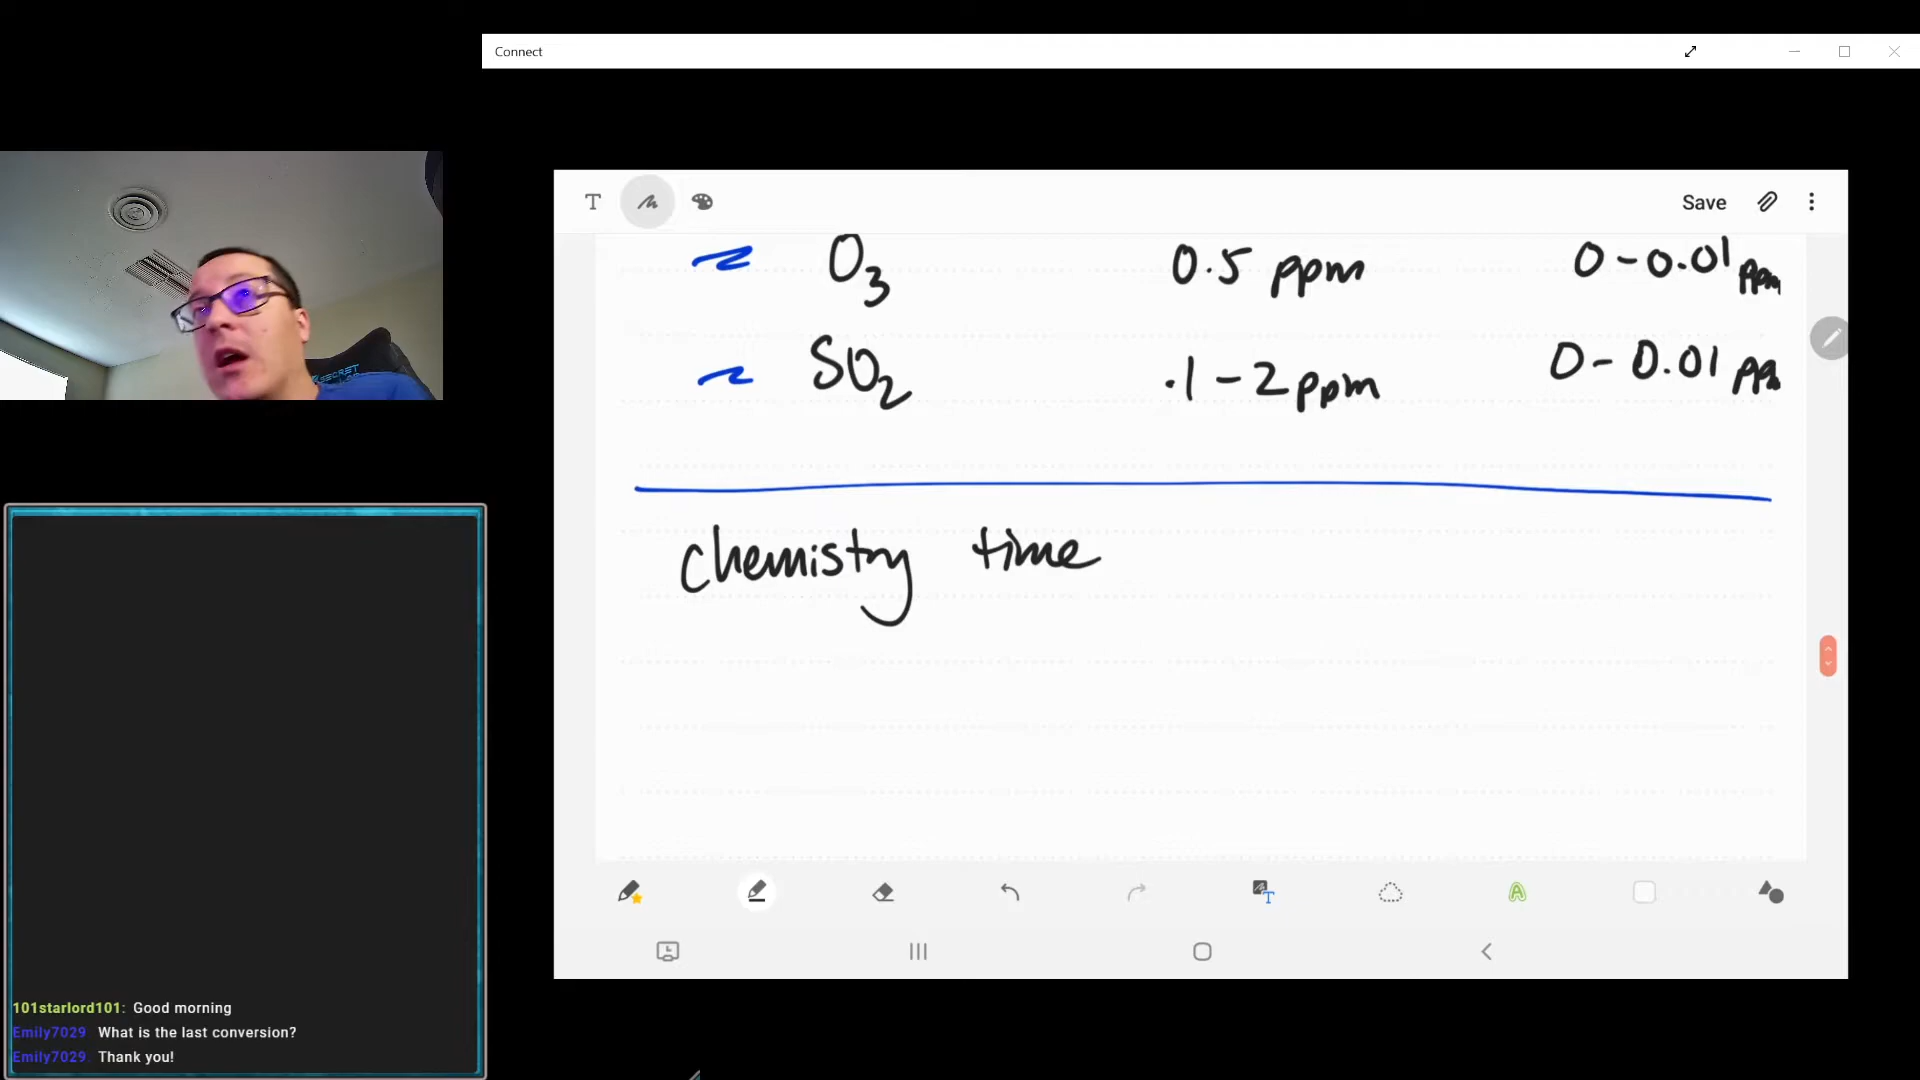 Connect
T
Save
O3 0.5 ppm 0-0.01 ppm
SO2 .1-2 ppm 0-0.01 ppm
chemistry time
SECRET
T
A
101starlord101: Good morning
Emily7029 What is the last conversion?
Emily7029 Thank you!